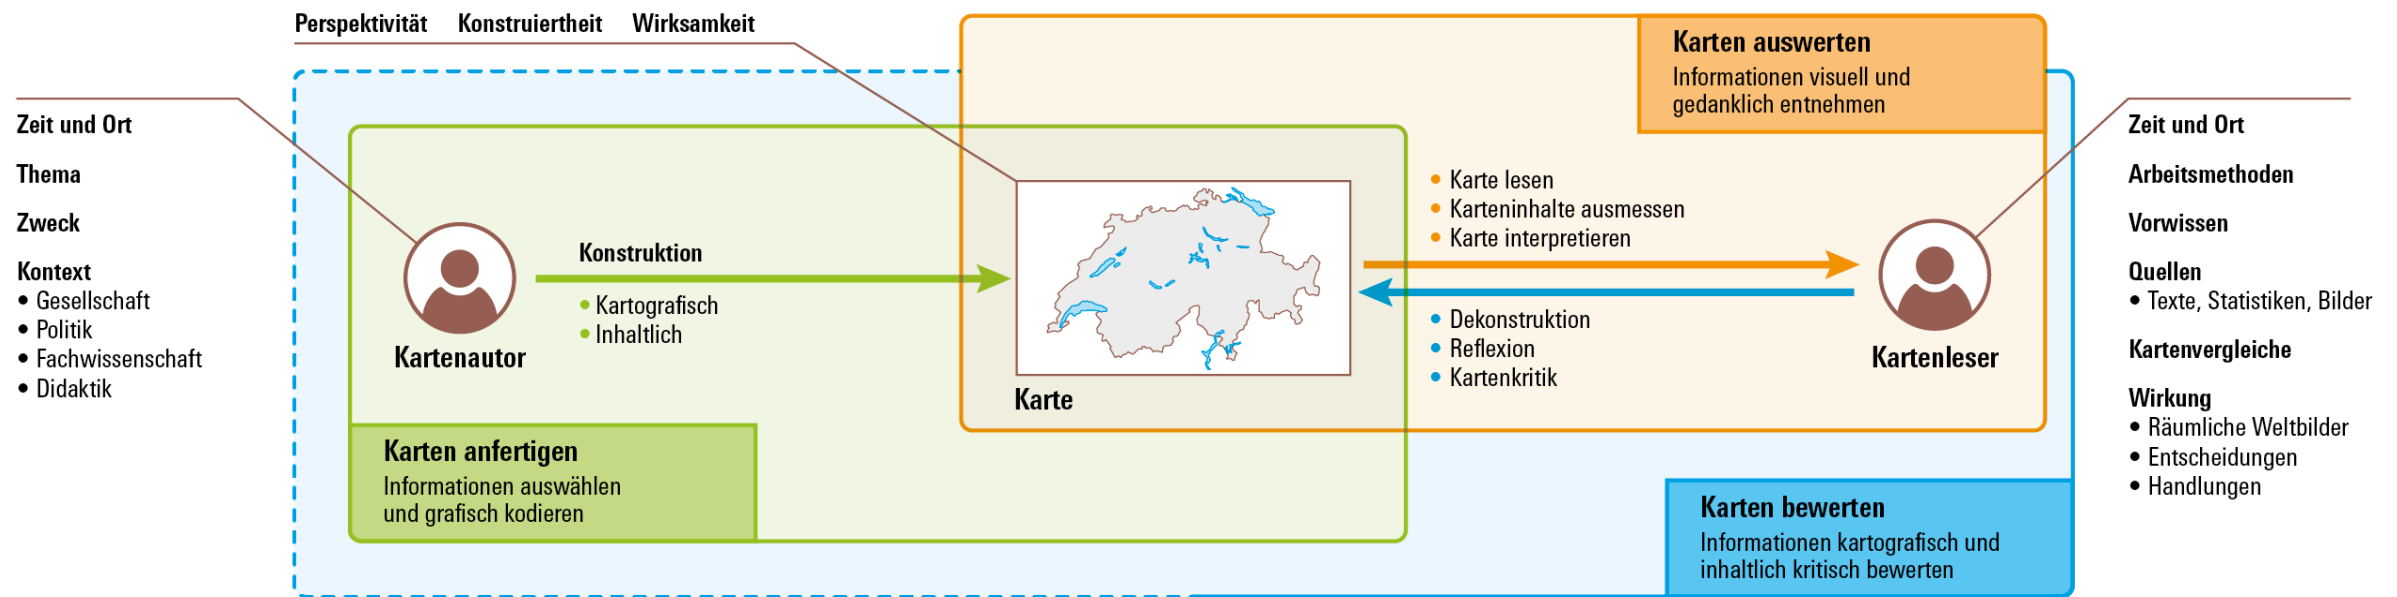 Perspektivität Konstruiertheit Wirksamkeit
Zeit und Ort
Thema
Zweck
Kontext
• Gesellschaft
• Politik
• Fachwissenschaft
• Didaktik
Kartenautor
Konstruktion
• Kartografisch
• Inhaltlich
Karten anfertigen
Informationen auswählen
und grafisch kodieren
Karte
Karten auswerten
Informationen visuell und
gedanklich entnehmen
• Karte lesen
• Karteninhalte ausmessen
• Karte interpretieren
• Dekonstruktion
• Reflexion
• Kartenkritik
Kartenleser
Karten bewerten
Informationen kartografisch und
inhaltlich kritisch bewerten
Zeit und Ort
Arbeitsmethoden
Vorwissen
Quellen
• Texte, Statistiken, Bilder
Kartenvergleiche
Wirkung
• Räumliche Weltbilder
• Entscheidungen
• Handlungen